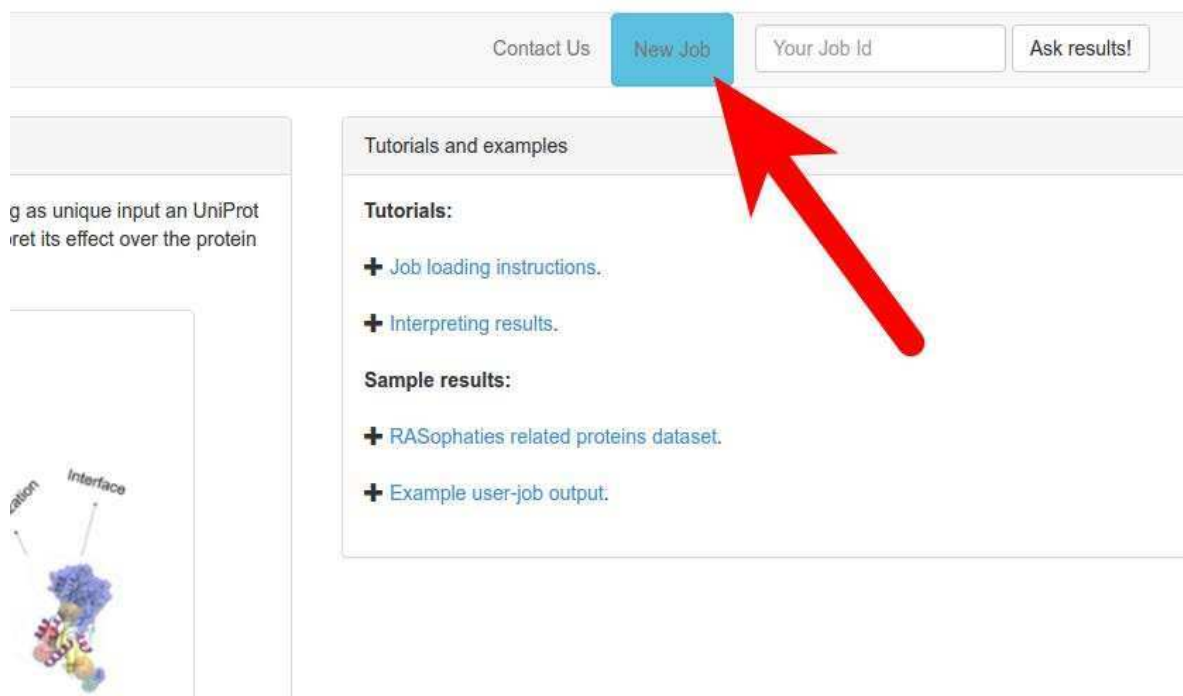 Contact Us New Job Your Job Id Ask results!
Tutorials and examples
g as unique input an UniProt
ret its effect over the protein
Tutorials:
Job loading instructions.
Interpreting results.
Sample results:
RASophaties related proteins dataset.
Example user-job output.
Interface